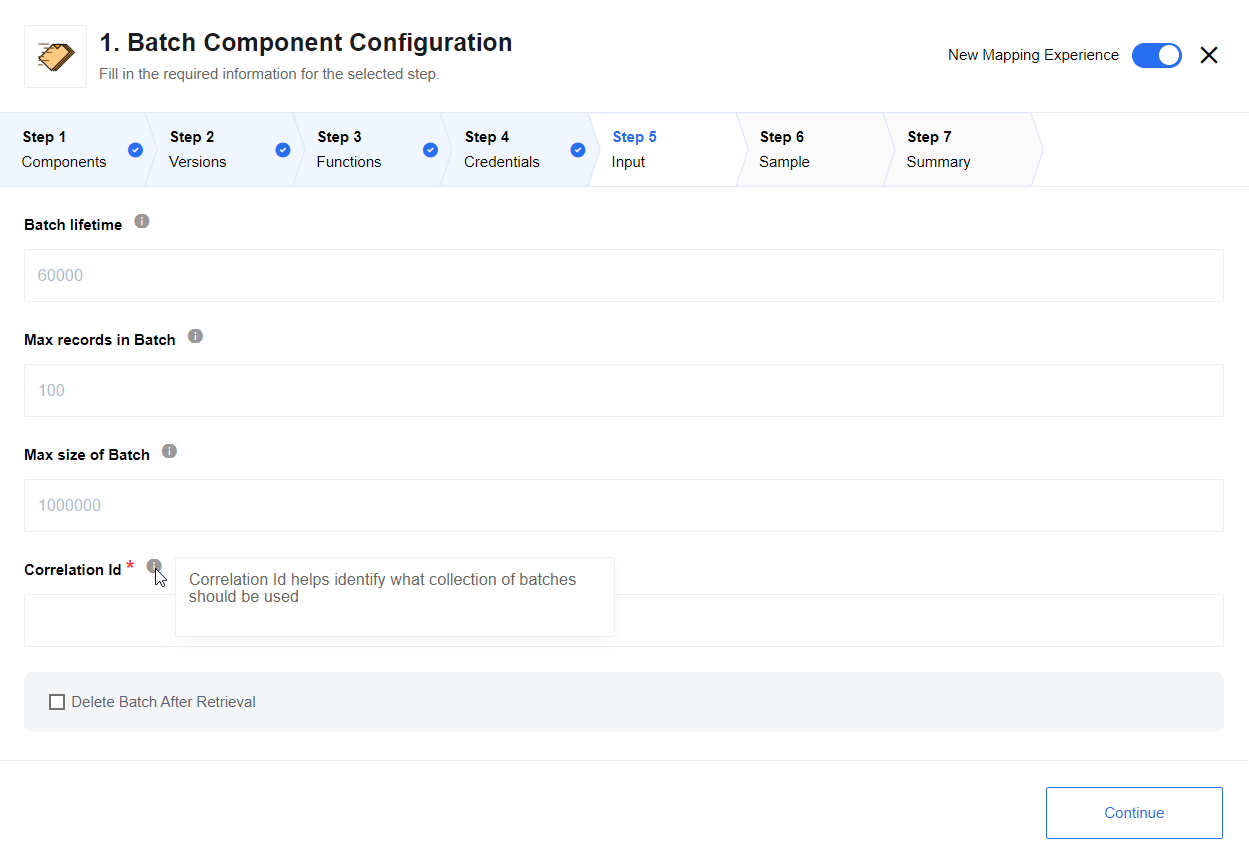 1. Batch Component Configuration
Fill in the required information for the selected step.
New Mapping Experience
Step 1
Components
Step 2
Versions
Step 3
Functions
Step 4
Credentials
Step 5
Input
Step 6
Sample
Step 7
Summary
Batch lifetime
60000
Max records in Batch
100
Max size of Batch
1000000
Correlation Id *
Correlation Id helps identify what collection of batches
should be used
Delete Batch After Retrieval
Continue